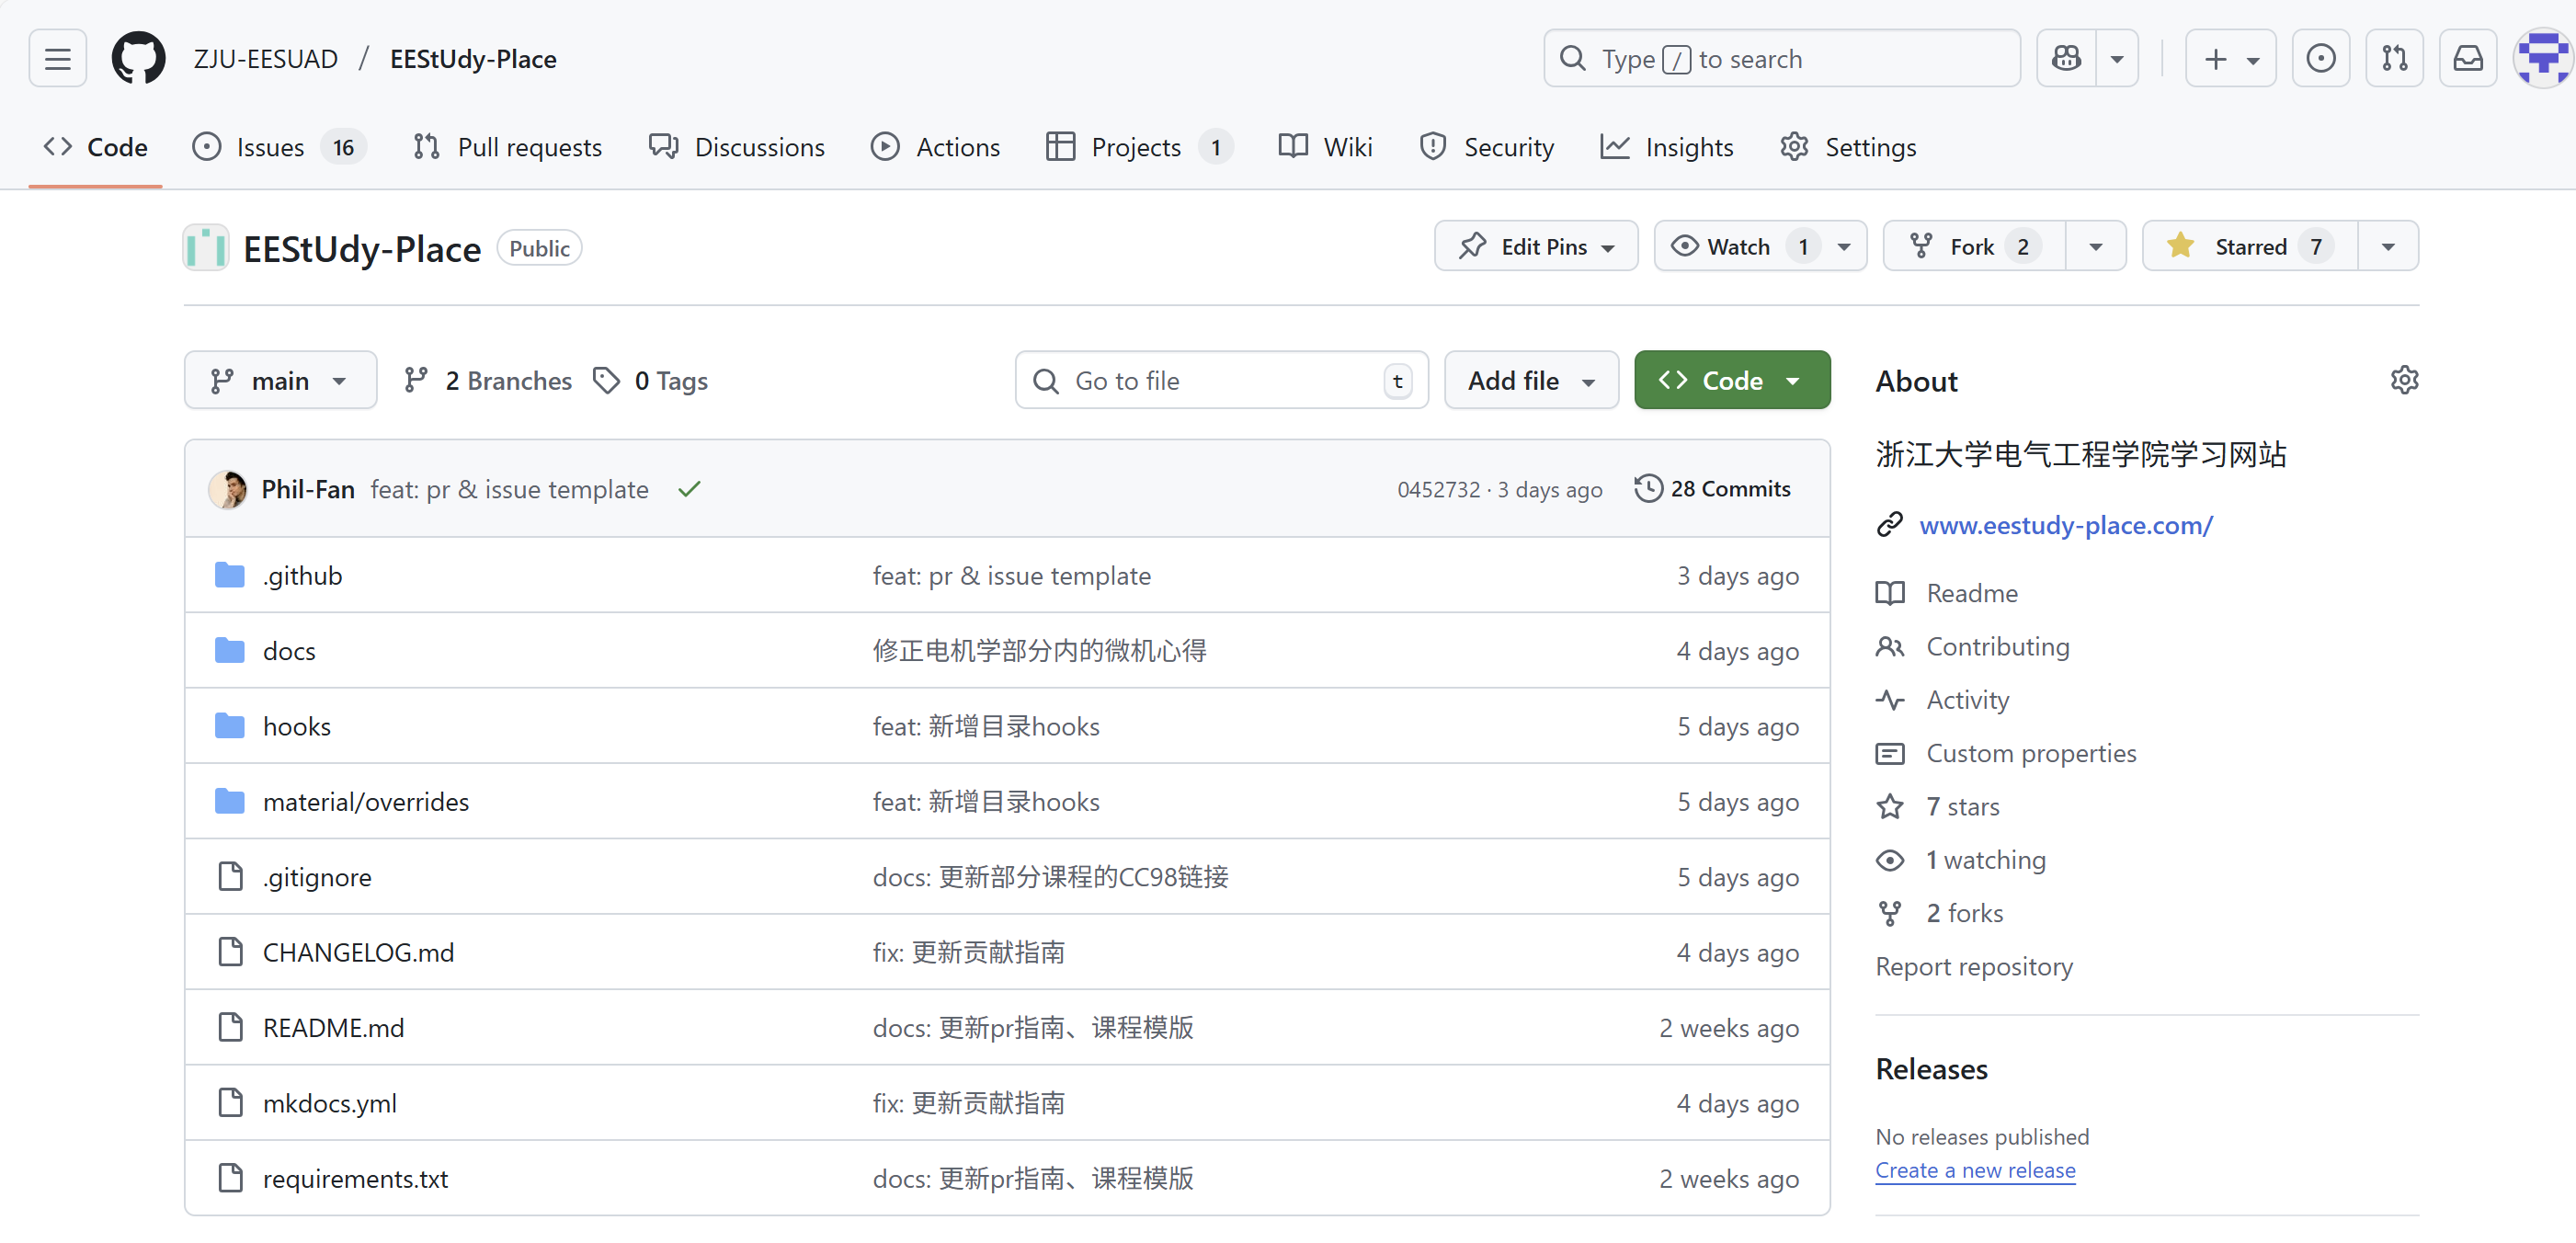 ZJU-EESUAD / EEStUdy-Place
Type / to search
Code
Issues 16
Pull requests
Discussions
Actions
Projects 1
Wiki
Security
Insights
Settings
EEStUdy-Place Public
Edit Pins
Watch 1
Fork 2
Starred 7
main
2 Branches
0 Tags
Go to file t
Add file
Code
Phil-Fan feat: pr & issue template 0452732 · 3 days ago 28 Commits
.github feat: pr & issue template 3 days ago
docs 修正电机学部分内的微机心得 4 days ago
hooks feat: 新增目录hooks 5 days ago
material/overrides feat: 新增目录hooks 5 days ago
.gitignore docs: 更新部分课程的CC98链接 5 days ago
CHANGELOG.md fix: 更新贡献指南 4 days ago
README.md docs: 更新pr指南、课程模版 2 weeks ago
mkdocs.yml fix: 更新贡献指南 4 days ago
requirements.txt docs: 更新pr指南、课程模版 2 weeks ago
About
浙江大学电气工程学院学习网站
www.eestudy-place.com/
Readme
Contributing
Activity
Custom properties
7 stars
1 watching
2 forks
Report repository
Releases
No releases published
Create a new release